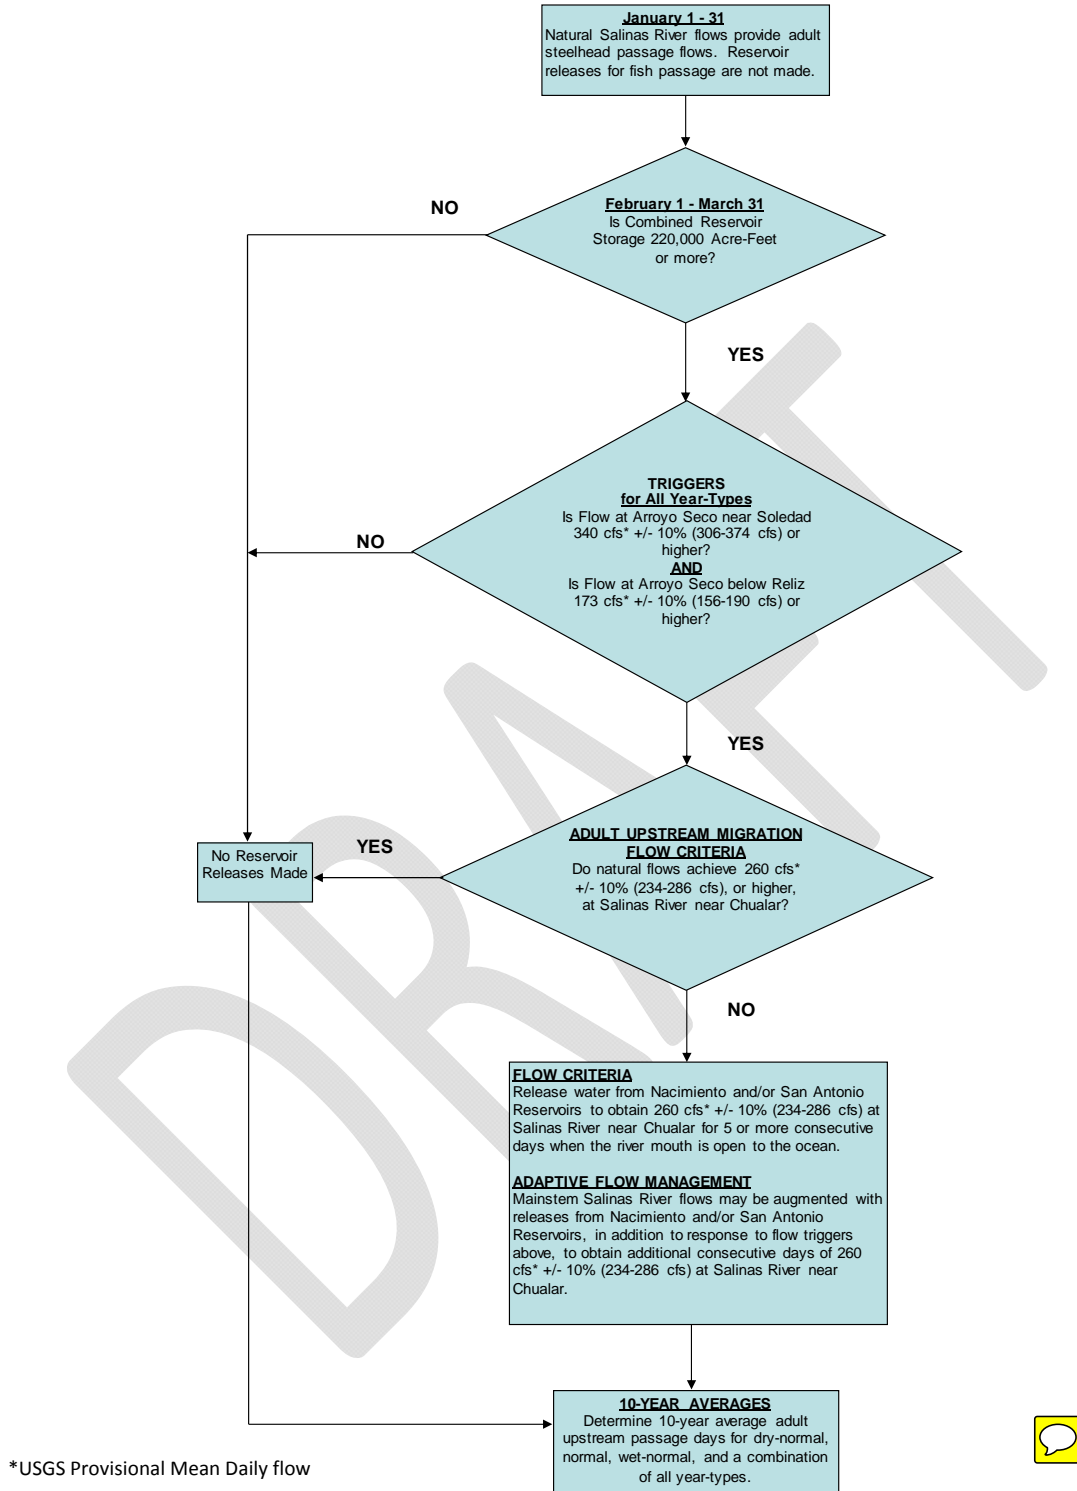 January 1 - 31
Natural Salinas River flows provide adult
steelhead passage flows. Reservoir
releases for fish passage are not made.
NO
February 1 - March 31
Is Combined Reservoir
Storage 220,000 Acre-Feet
or more?
YES
TRIGGERS
for All Year-Types
Is Flow at Arroyo Seco near Soledad
340 cfs* +/- 10% (306-374 cfs) or
higher?
AND
Is Flow at Arroyo Seco below Reliz
173 cfs* +/- 10% (156-190 cfs) or
higher?
NO
YES
ADULT UPSTREAM MIGRATION
FLOW CRITERIA
Do natural flows achieve 260 cfs*
+/- 10% (234-286 cfs), or higher,
at Salinas River near Chualar?
YES
No Reservoir
Releases Made
NO
FLOW CRITERIA
Release water from Nacimiento and/or San Antonio
Reservoirs to obtain 260 cfs* +/- 10% (234-286 cfs) at
Salinas River near Chualar for 5 or more consecutive
days when the river mouth is open to the ocean.
ADAPTIVE FLOW MANAGEMENT
Mainstem Salinas River flows may be augmented with
releases from Nacimiento and/or San Antonio
Reservoirs, in addition to response to flow triggers
above, to obtain additional consecutive days of 260
cfs* +/- 10% (234-286 cfs) at Salinas River near
Chualar.
10-YEAR AVERAGES
Determine 10-year average adult
upstream passage days for dry-normal,
normal, wet-normal, and a combination
of all year-types.
*USGS Provisional Mean Daily flow
DRAFT